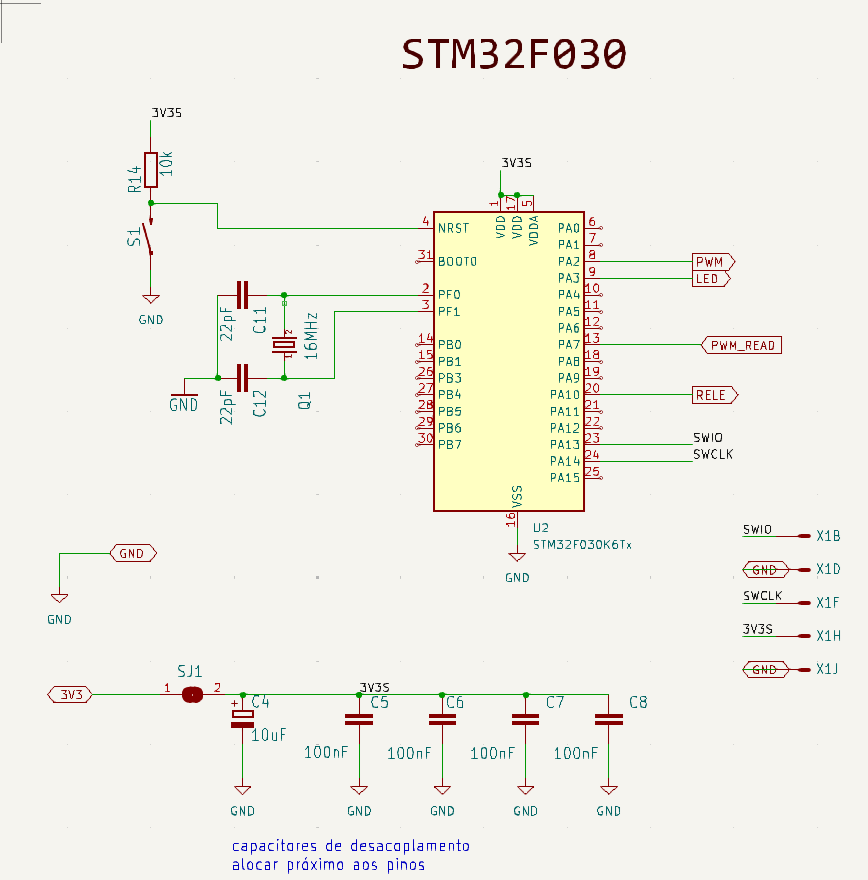 STM32F030
3V3S
R14
10k
S1
GND
3V3S
1
VDD
17
VDD
5
VDDA
4 NRST
31 BOOT0
2 PF0
3 PF1
14 PB0
15 PB1
26 PB3
27 PB4
28 PB5
29 PB6
30 PB7
PA0 6
PA1 7
PA2 8 PWM
PA3 9 LED
PA4 10
PA5 11
PA6 12
PA7 13 PWM_READ
PA8 18
PA9 19
PA10 20 RELE
PA11 21
PA12 22
PA13 23 SWIO
PA14 24 SWCLK
PA15 25
VSS
16
U2
STM32F030K6Tx
GND
22pF
C11
2
1
16MHz
Q1
22pF
C12
GND
GND
GND
SWIO X1B
GND X1D
SWCLK X1F
3V3S X1H
GND X1J
3V3
1 SJ1 2
3V3S
+ C4
10uF
GND
C5
100nF
GND
C6
100nF
GND
C7
100nF
GND
C8
100nF
GND
capacitores de desacoplamento
alocar próximo aos pinos